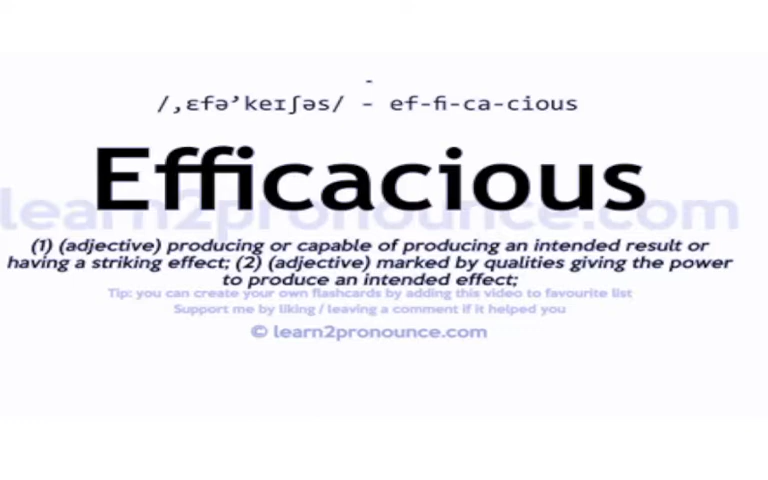 -
/ˌɛfə’keɪʃəs/ - ef-fi-ca-cious
Efficacious
learn2pronounce.com
(1) (adjective) producing or capable of producing an intended result or
having a striking effect; (2) (adjective) marked by qualities giving the power
to produce an intended effect;
Tip: you can create your own flashcards by adding this video to favourite list
Support me by liking / leaving a comment if it helped you
© learn2pronounce.com